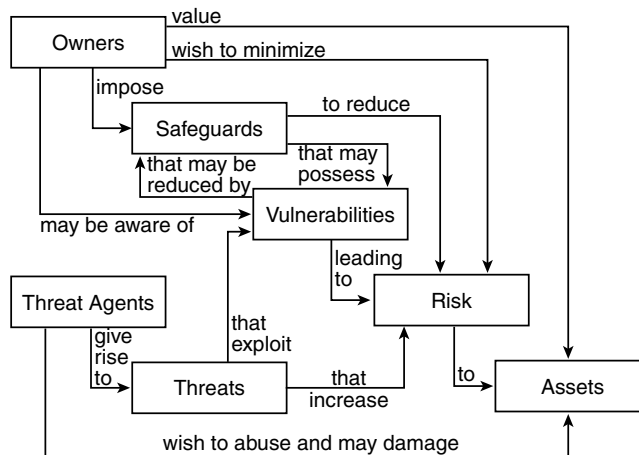 value
Owners
wish to minimize
impose
to reduce
Safeguards
that may be
reduced by
that may
possess
Vulnerabilities
may be aware of
leading
to
Threat Agents
Risk
give
rise
to
that
exploit
Threats
that
increase
to
Assets
wish to abuse and may damage